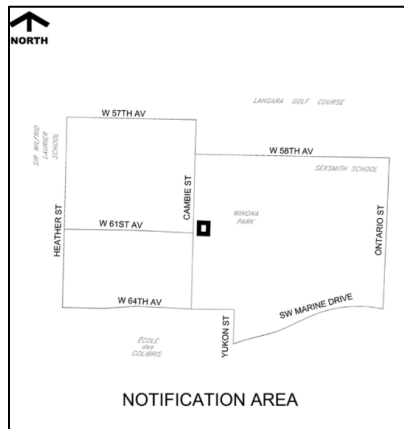 NORTH
LANGARA GOLF COURSE
W 57TH AV
SIR WILFRID
LAURIER
SCHOOL
W 58TH AV
SEXSMITH SCHOOL
CAMBIE ST
WINONA
PARK
HEATHER ST
W 61ST AV
ONTARIO ST
W 64TH AV
SW MARINE DRIVE
YUKON ST
ÉCOLE
des
COLIBRIS
NOTIFICATION AREA